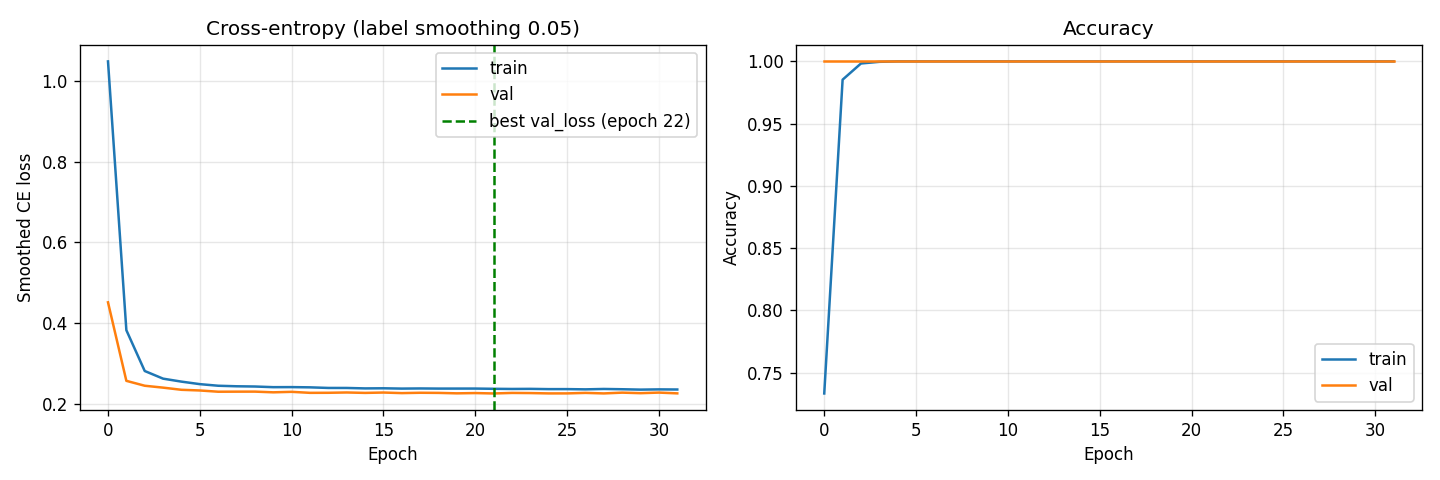 Cross-entropy (label smoothing 0.05)
Smoothed CE loss
1.0
0.8
0.6
0.4
0.2
train
val
best val_loss (epoch 22)
0 5 10 15 20 25 30
Epoch
Accuracy
Accuracy
1.00
0.95
0.90
0.85
0.80
0.75
train
val
0 5 10 15 20 25 30
Epoch